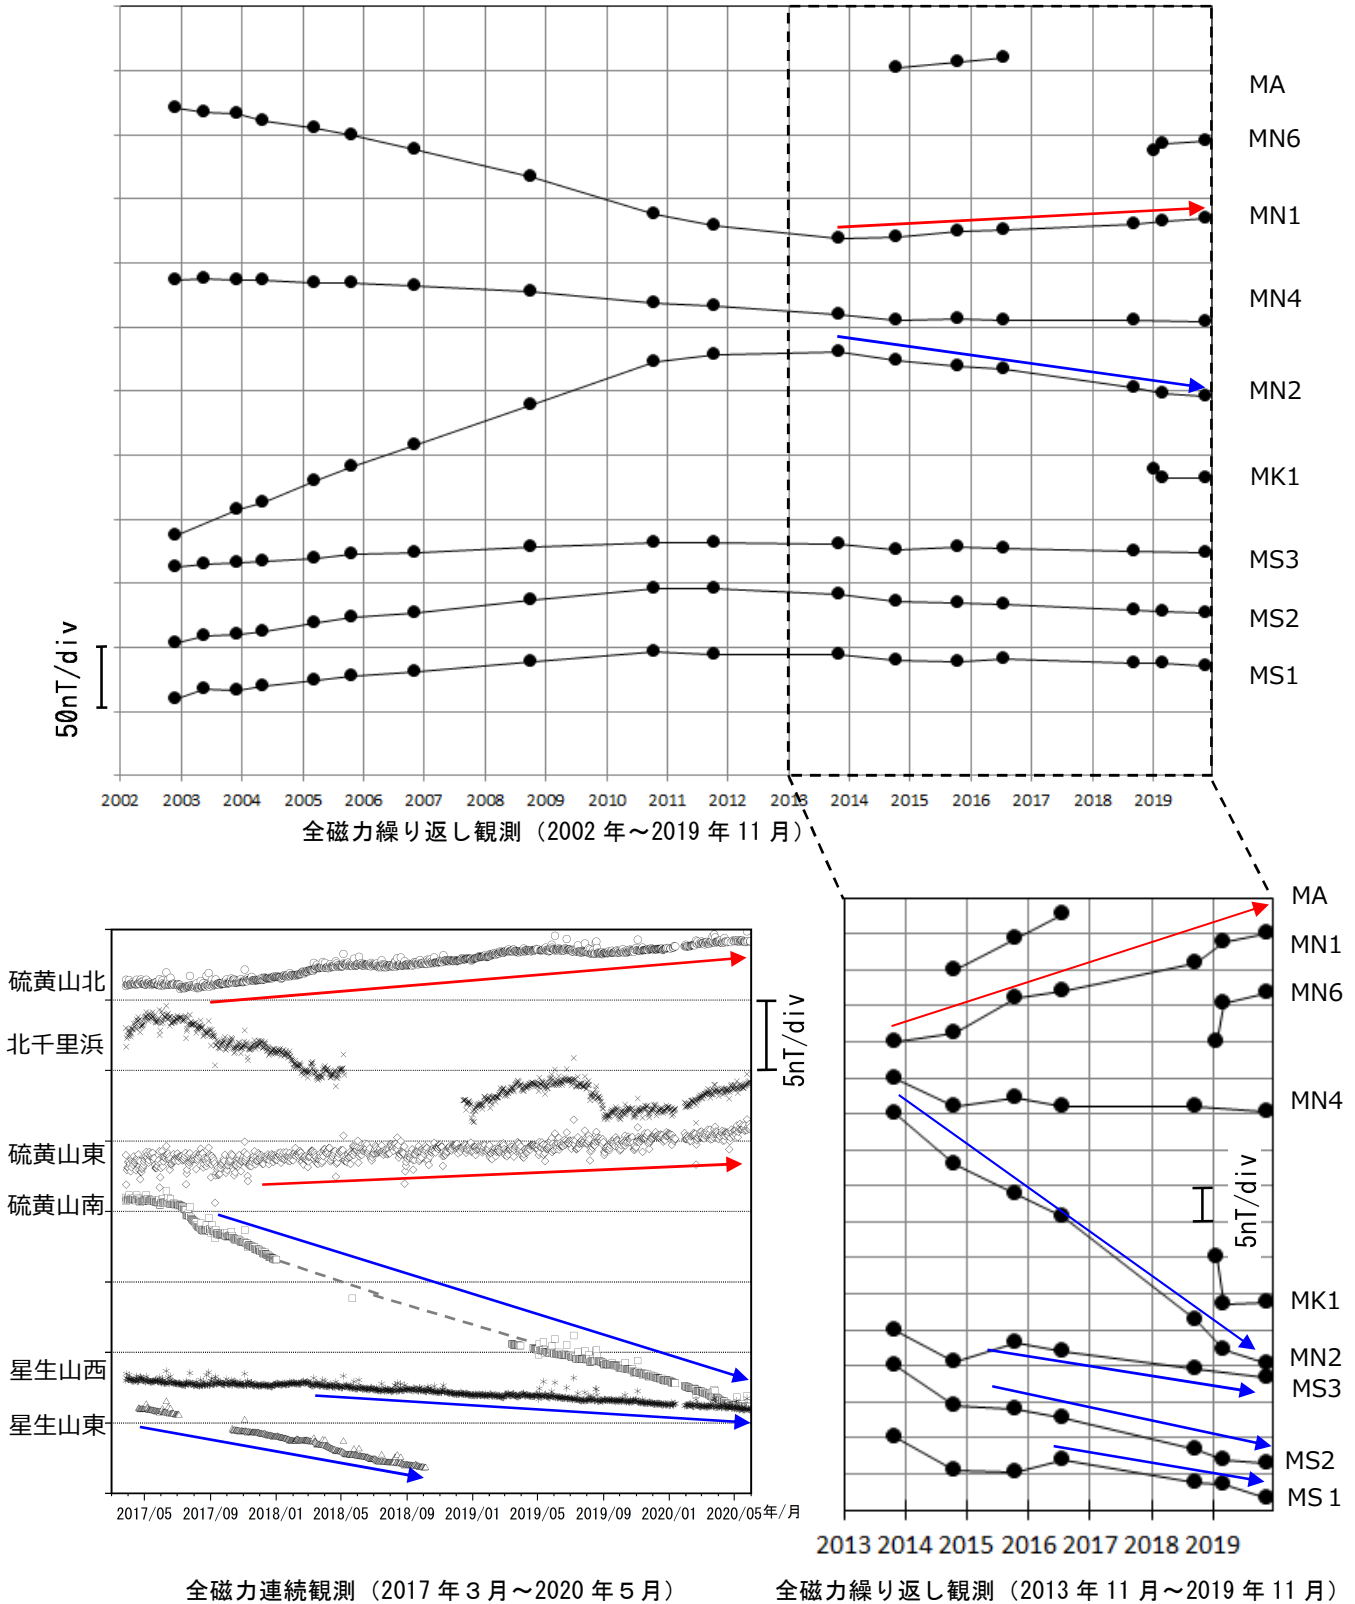 MA
MN6
MN1
MN4
MN2
MK1
MS3
MS2
MS1
50nT/div
2002 2003 2004 2005 2006 2007 2008 2009 2010 2011 2012 2013 2014 2015 2016 2017 2018 2019
全磁力繰り返し観測（2002 年～2019 年 11 月）
硫黄山北
北千里浜
硫黄山東
硫黄山南
星生山西
星生山東
5nT/div
2017/05 2017/09 2018/01 2018/05 2018/09 2019/01 2019/05 2019/09 2020/01 2020/05 年/月
全磁力連続観測（2017 年３月～2020 年５月）
MA
MN1
MN6
MN4
5nT/div
MK1
MN2
MS3
MS2
MS1
2013 2014 2015 2016 2017 2018 2019
全磁力繰り返し観測（2013 年 11 月～2019 年 11 月）